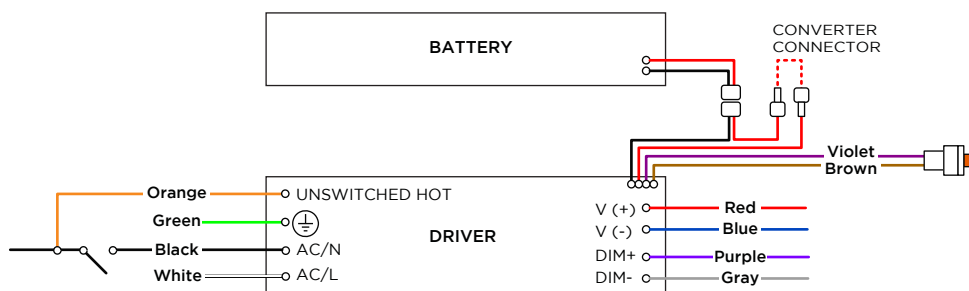 CONVERTER
CONNECTOR
BATTERY
Violet
Brown
Orange
UNSWITCHED HOT
Green
V (+)
Red
V (-)
Blue
DRIVER
Black
AC/N
DIM+
Purple
White
AC/L
DIM-
Gray